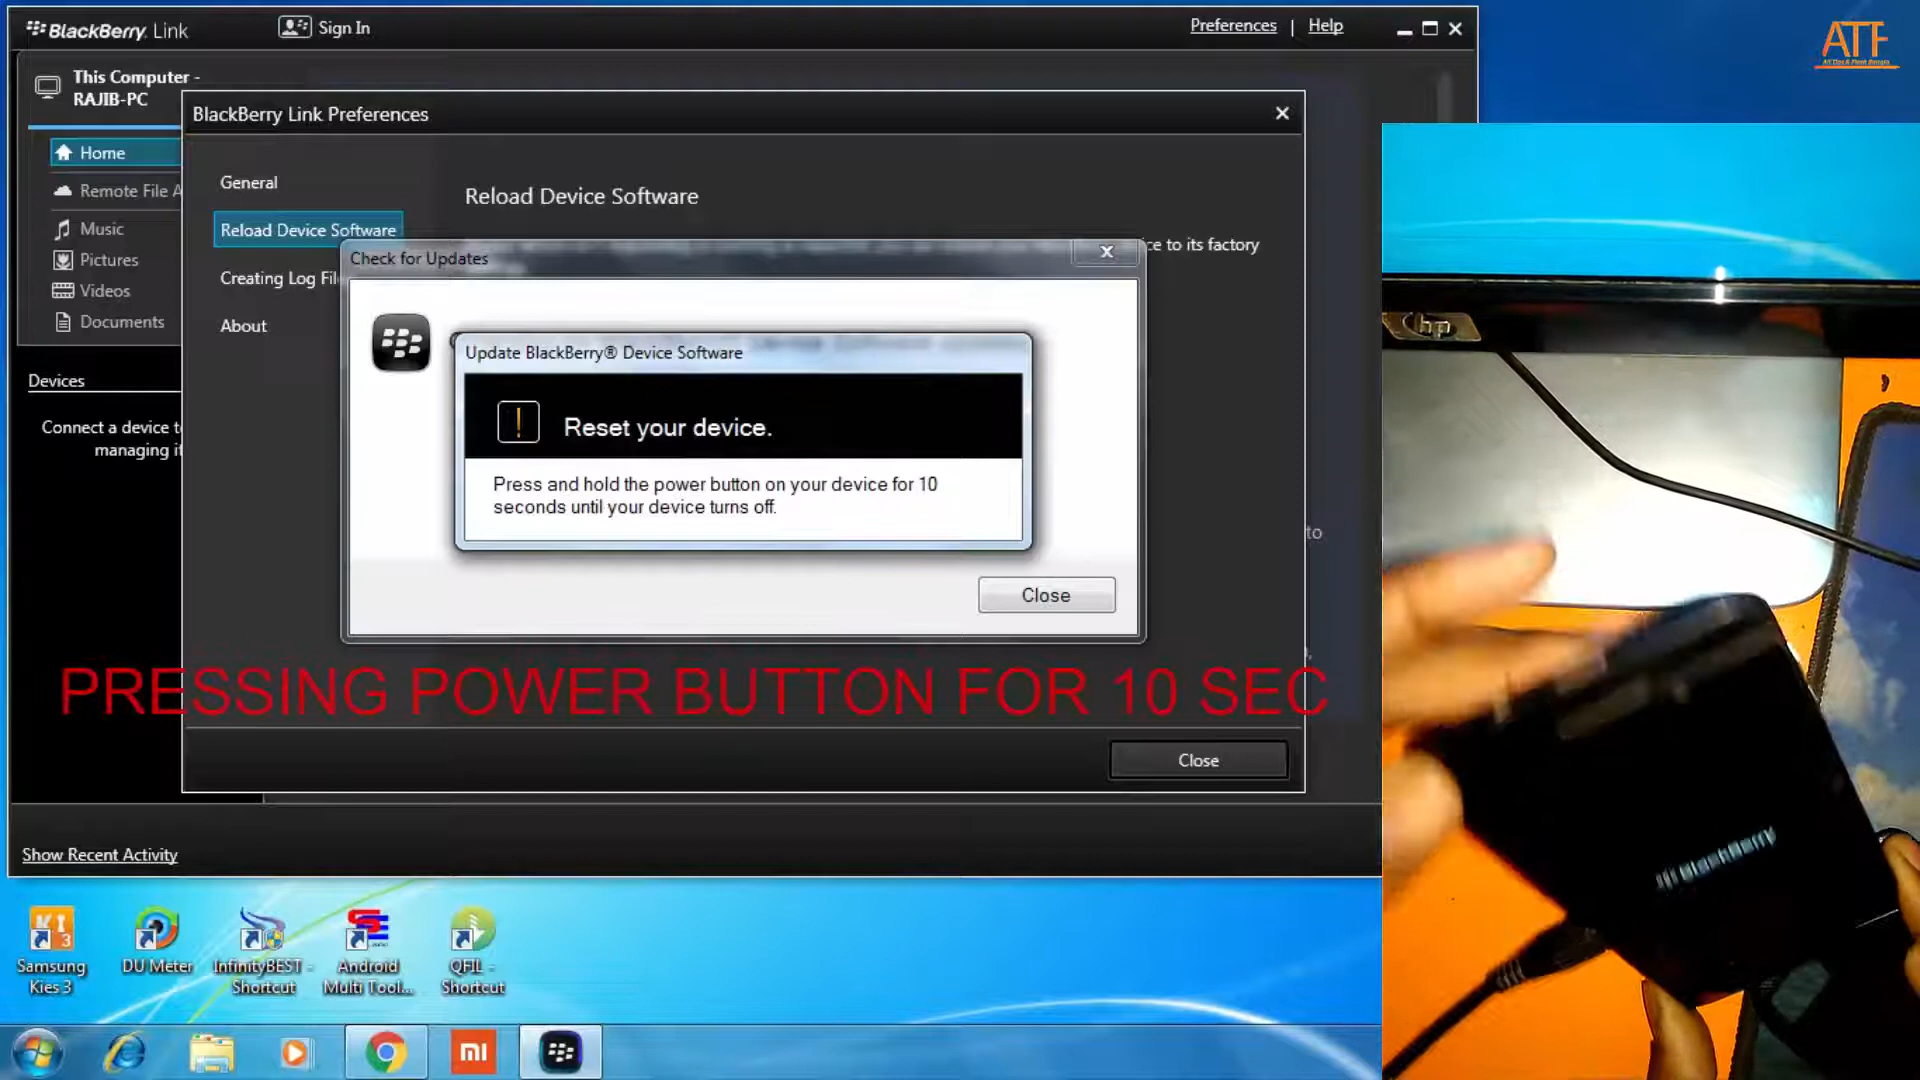 BlackBerry Link
Sign In
Preferences | Help
ATF
This Computer -
RAJIB-PC
BlackBerry Link Preferences
Home
General
Reload Device Software
Remote File A
Reload Device Software
Music
ce to its factory
Check for Updates
Pictures
Creating Log Fil
Videos
About
Documents
Update BlackBerry® Device Software
Devices
Reset your device.
Connect a device t
managing it
Press and hold the power button on your device for 10
seconds until your device turns off.
to
Close
PRESSING POWER BUTTON FOR 10 SEC
Close
Show Recent Activity
hp
BlackBerry
Samsung
Kies 3
DU Meter
InfinityBEST -
Shortcut
Android
Multi Tool...
QFIL -
Shortcut